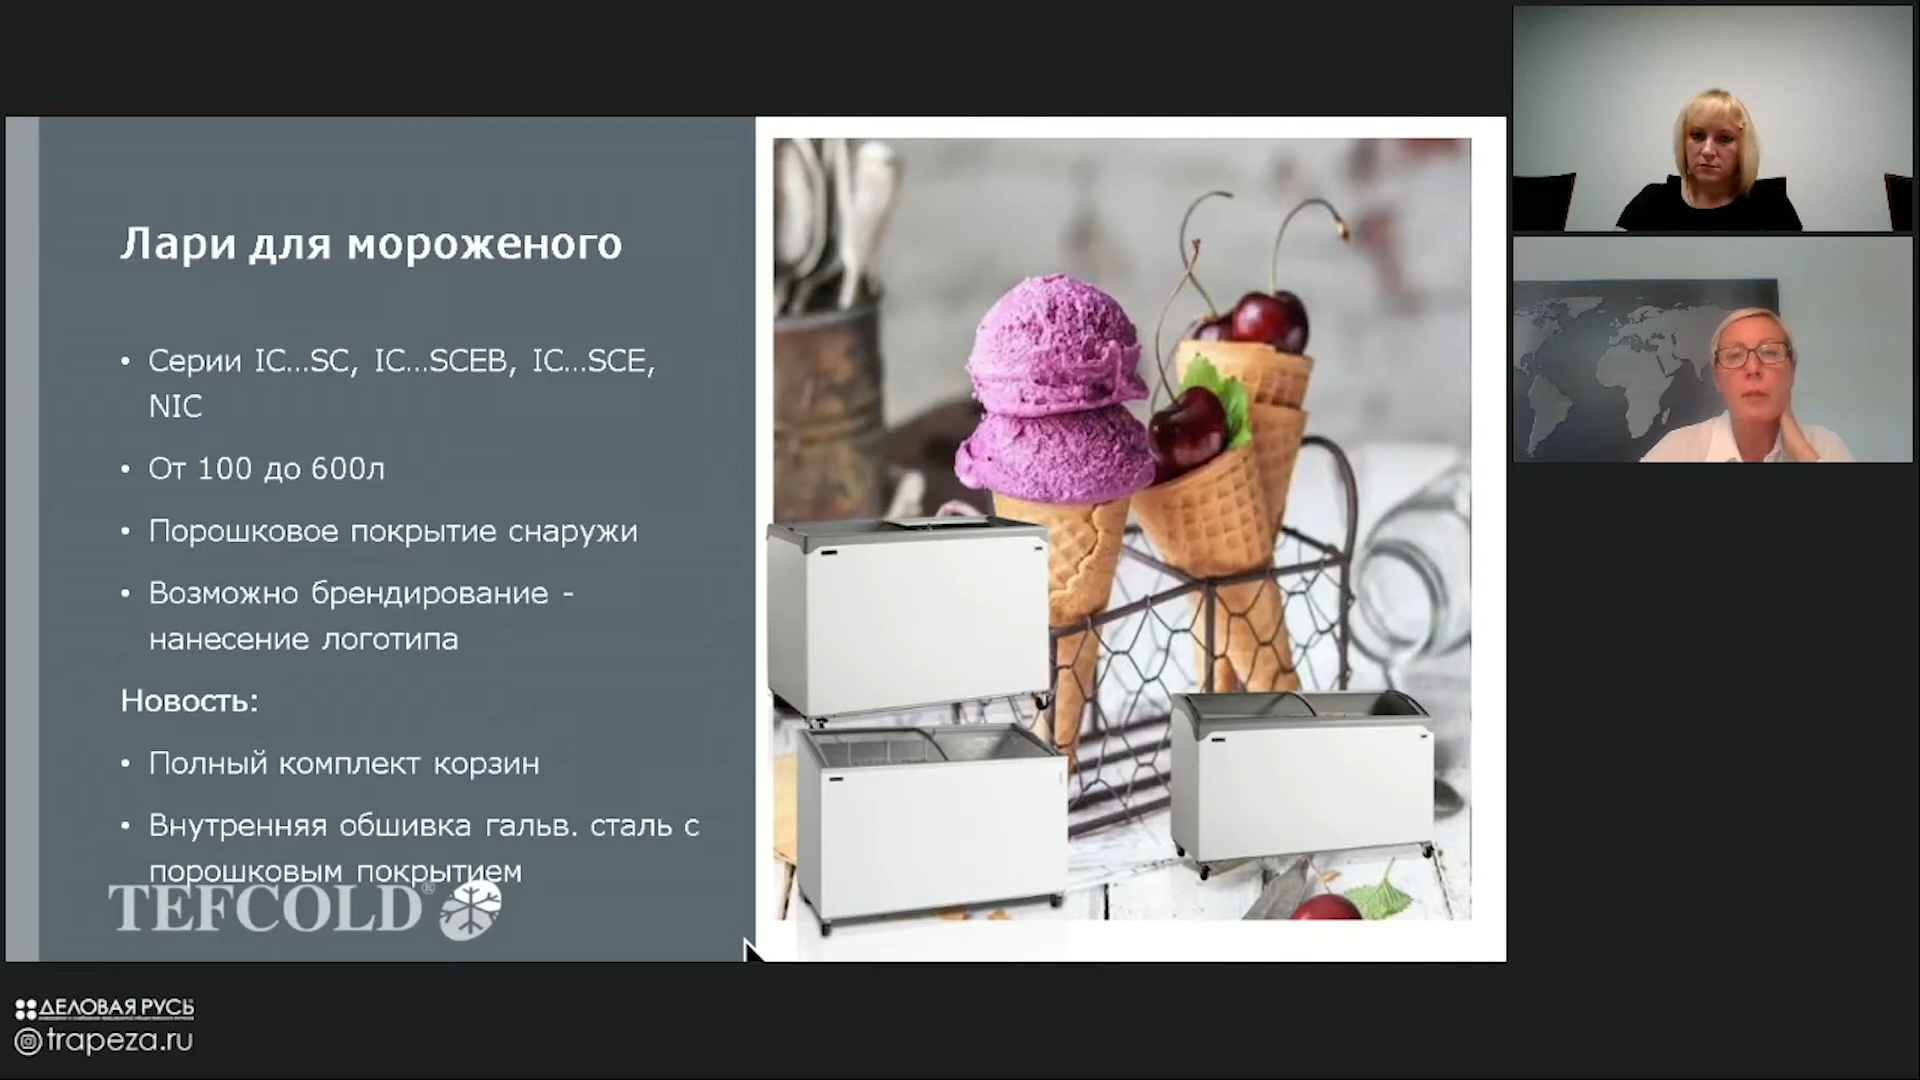 Лари для мороженого
• Серии IC...SC, IC...SCEB, IC...SCE,
NIC
• От 100 до 600л
• Порошковое покрытие снаружи
• Возможно брендирование -
нанесение логотипа
Новость:
• Полный комплект корзин
• Внутренняя обшивка гальв. сталь с
порошковым покрытием
TEFCOLD®
ДЕЛОВАЯ РУСЬ
trapeza.ru